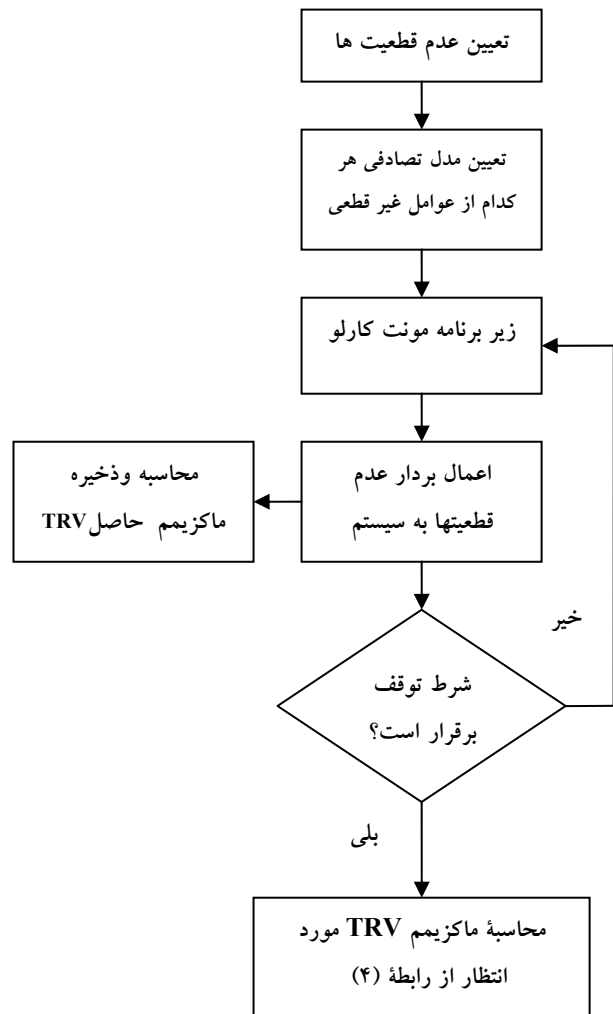 تعیین عدم قطعیت ها
تعیین مدل تصادفی هر
کدام از عوامل غیر قطعی
زیر برنامه مونت کارلو
اعمال بردار عدم
قطعیتها به سیستم
محاسبه وذخیره
ماکزیمم حاصلTRV
خیر
شرط توقف
برقرار است؟
بلی
محاسبۀ ماکزیمم TRV مورد
انتظار از رابطۀ (۴)